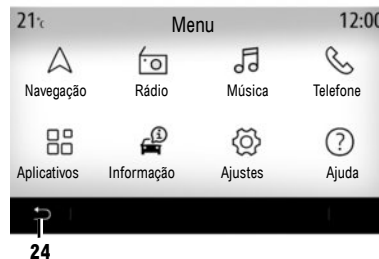 21°c Menu 12:00
Navegação Rádio Música Telefone
Aplicativos Informação Ajustes Ajuda
24